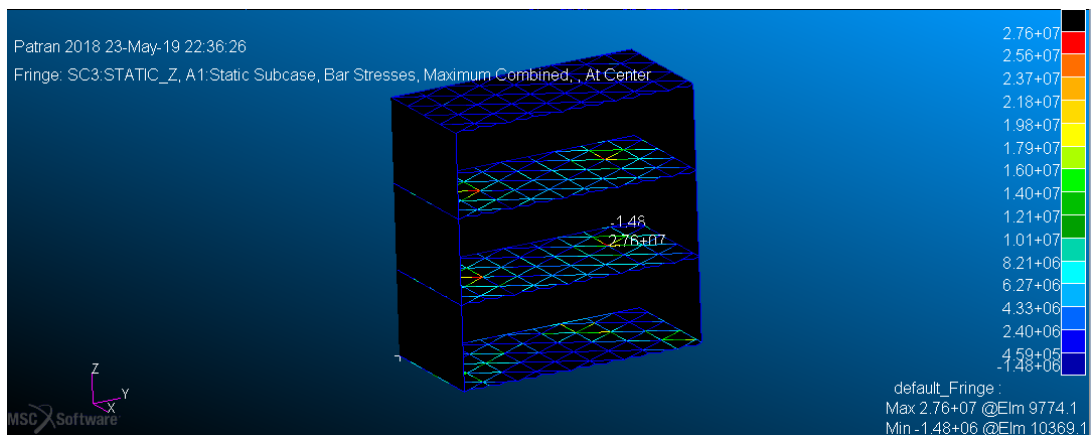 Patran 2018 23-May-19 22:36:26
Fringe: SC3:STATIC_Z, A1:Static Subcase, Bar Stresses, Maximum Combined, , At Center
2.76+07
2.56+07
2.37+07
2.18+07
1.98+07
1.79+07
1.60+07
1.40+07
1.21+07
1.01+07
8.21+06
6.27+06
4.33+06
2.40+06
4.59+05
-1.48+06
-1.48
2.76+07
Z
Y
X
MSC Software
default_Fringe :
Max 2.76+07 @Elm 9774.1
Min -1.48+06 @Elm 10369.1